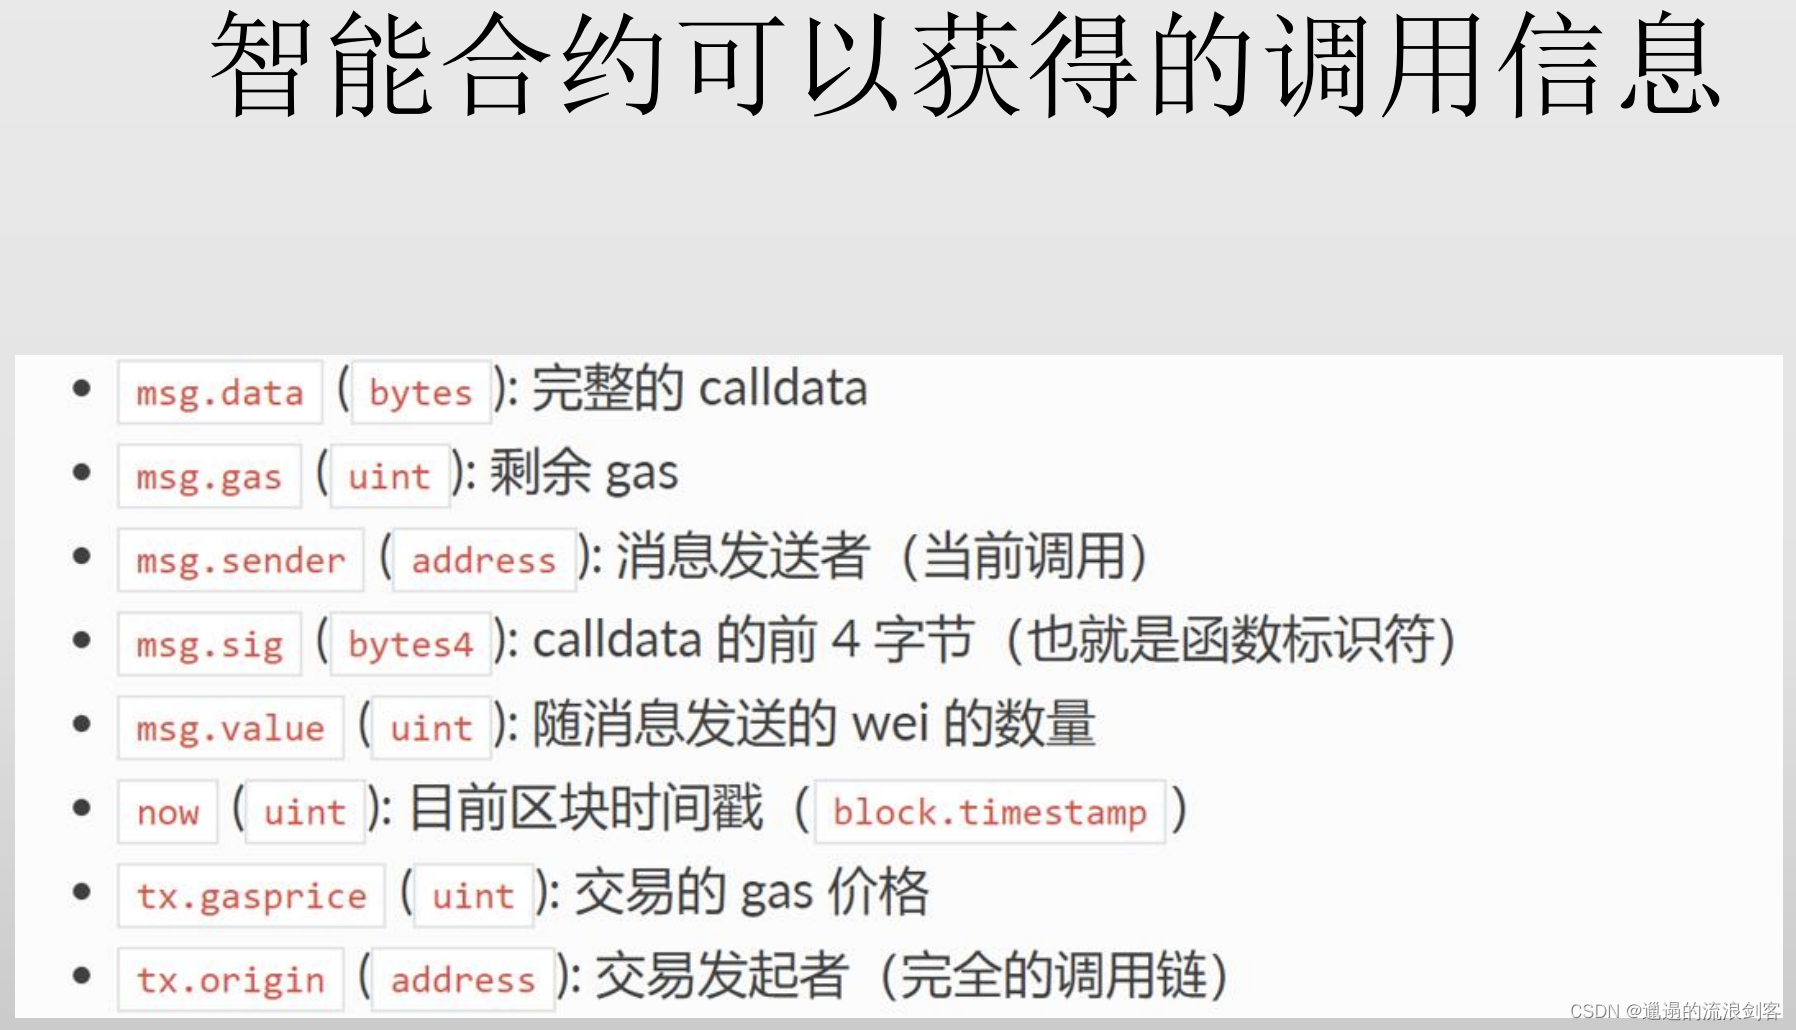 智能合约可以获得的调用信息
• msg.data (bytes): 完整的 calldata
• msg.gas (uint): 剩余 gas
• msg.sender (address): 消息发送者（当前调用）
• msg.sig (bytes4): calldata 的前 4 字节（也就是函数标识符）
• msg.value (uint): 随消息发送的 wei 的数量
• now (uint): 目前区块时间戳（block.timestamp）
• tx.gasprice (uint): 交易的 gas 价格
• tx.origin (address): 交易发起者（完全的调用链）
CSDN @邋遢的流浪剑客